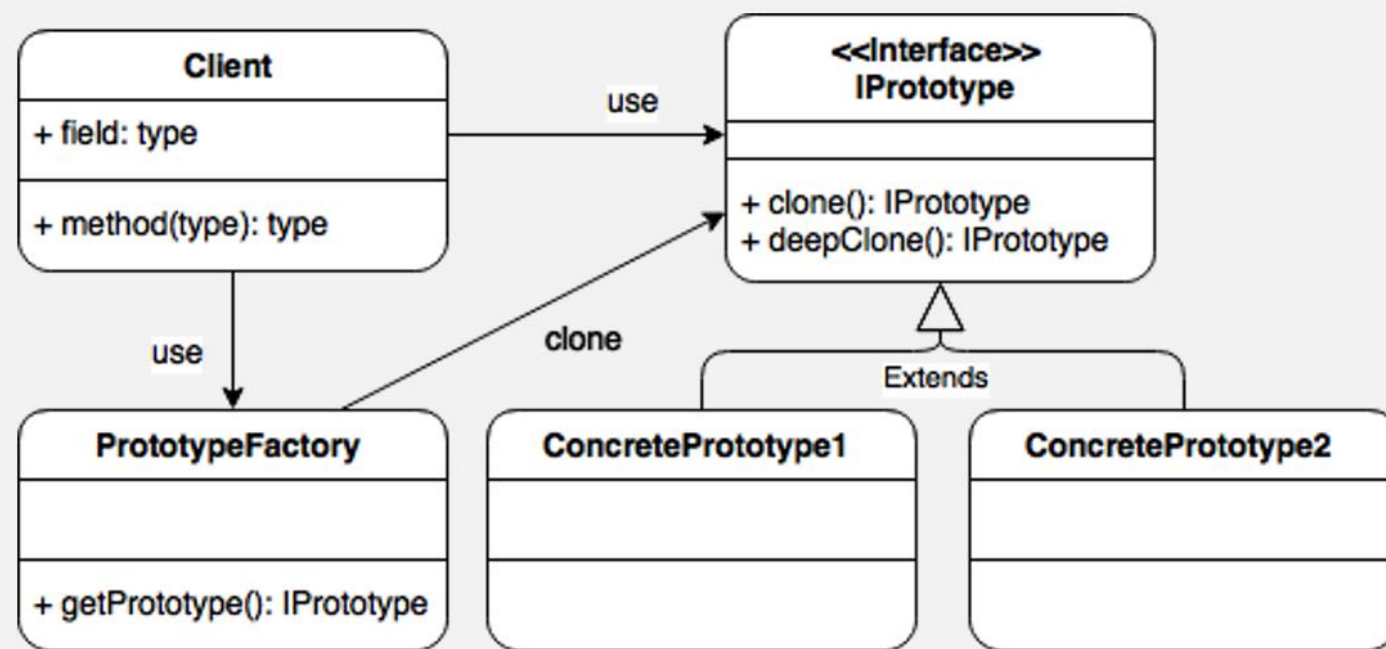 Client
+ field: type
+ method(type): type
use
<<Interface>>
IPrototype
+ clone(): IPrototype
+ deepClone(): IPrototype
use
clone
Extends
PrototypeFactory
+ getPrototype(): IPrototype
ConcretePrototype1
ConcretePrototype2